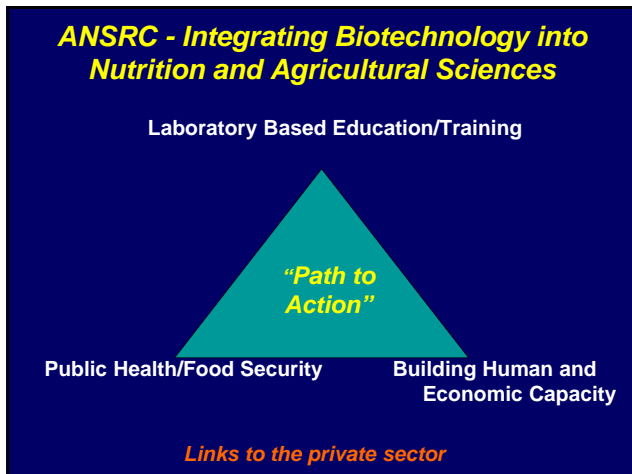 ANSRC - Integrating Biotechnology into
Nutrition and Agricultural Sciences
Laboratory Based Education/Training
“Path to
Action”
Public Health/Food Security
Building Human and
Economic Capacity
Links to the private sector